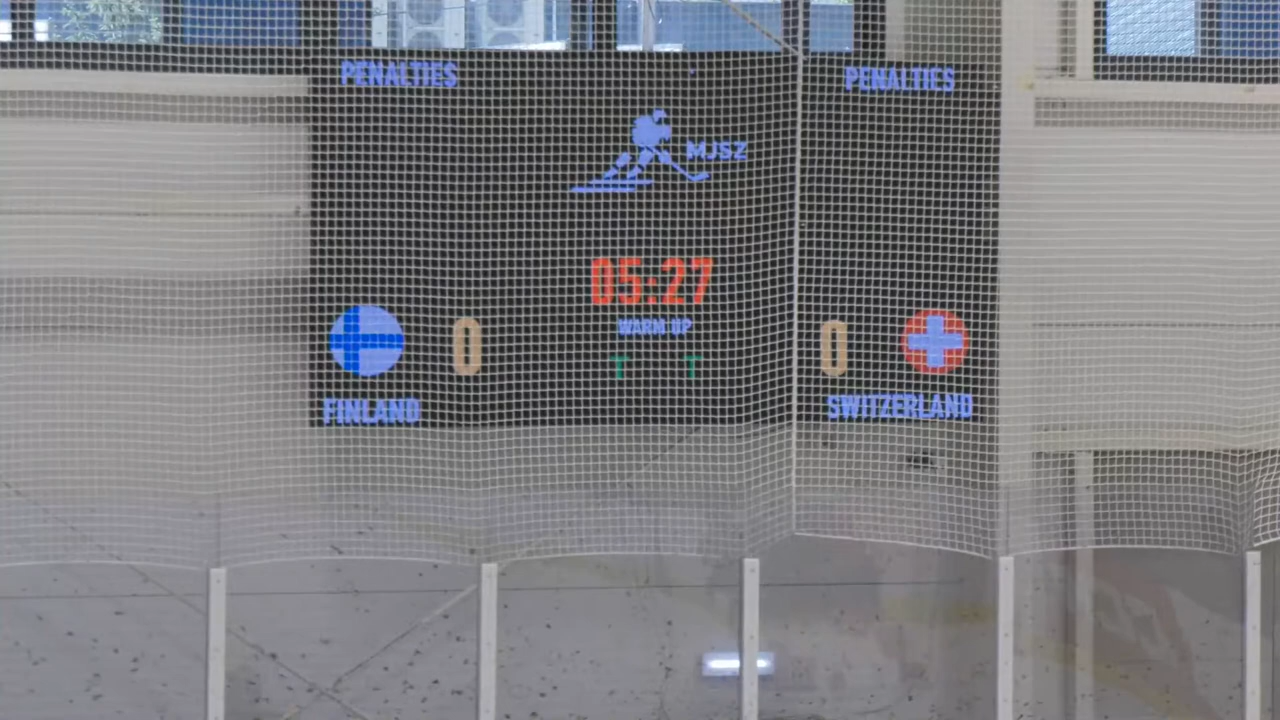 PENALTIES
PENALTIES
MJSZ
05:27
WARM UP
0
0
T T
FINLAND
SWITZERLAND